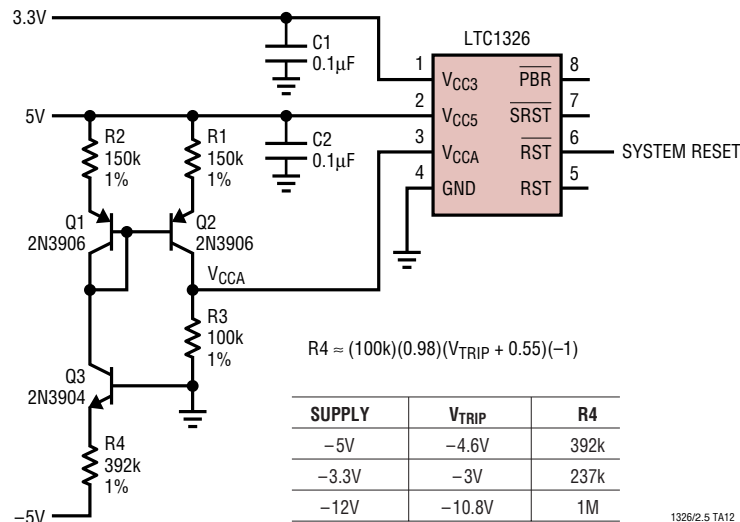 3.3V
C1
0.1µF
LTC1326
1
VCC3
PBR
8
5V
2
VCC5
SRST
7
R2
150k
1%
R1
150k
1%
C2
0.1µF
3
VCCA
RST
6
SYSTEM RESET
4
GND
RST
5
Q1
2N3906
Q2
2N3906
VCCA
R3
100k
1%
R4 ≈ (100k)(0.98)(VTRIP + 0.55)(–1)
Q3
2N3904
SUPPLY VTRIP R4
–5V –4.6V 392k
–3.3V –3V 237k
–12V –10.8V 1M
R4
392k
1%
–5V
1326/2.5 TA12